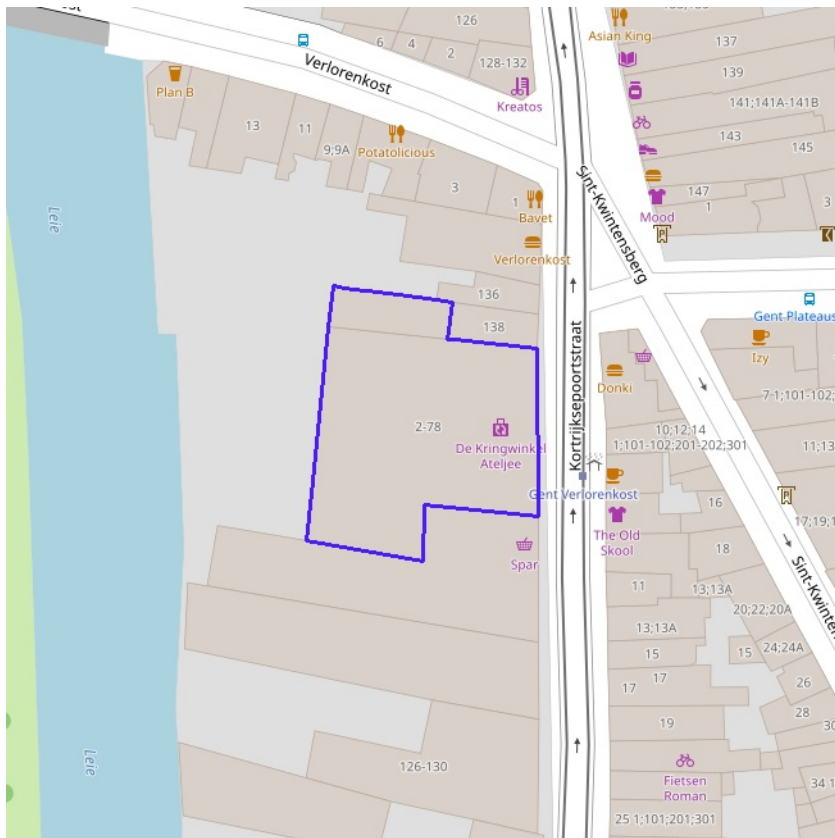 126
6
4
2
128-132
Verlorenkost
Kreatos
Plan B
13
11
9;9A
Potatolicious
3
1
Bavet
Verlorenkost
Asian King
137
139
141;141A-141B
143
145
147
1
Mood
3
Sint-Kwintensberg
Gent Plateaus
Leie
136
138
Kortrijksepoortstraat
Donki
Izy
7-1;101-102;
2-78
De Kringwinkel
Ateljee
10;12;14
1;101-102;201-202;301
11;13
Gent Verlorenkost
16
17;19;1
The Old
Skool
Spar
18
Sint-Kwinten
11
13;13A
20;22;20A
13;13A
15
15
24;24A
17
17
26
28
30
19
Leie
126-130
Fietsen
Roman
34 1
25 1;101;201;301